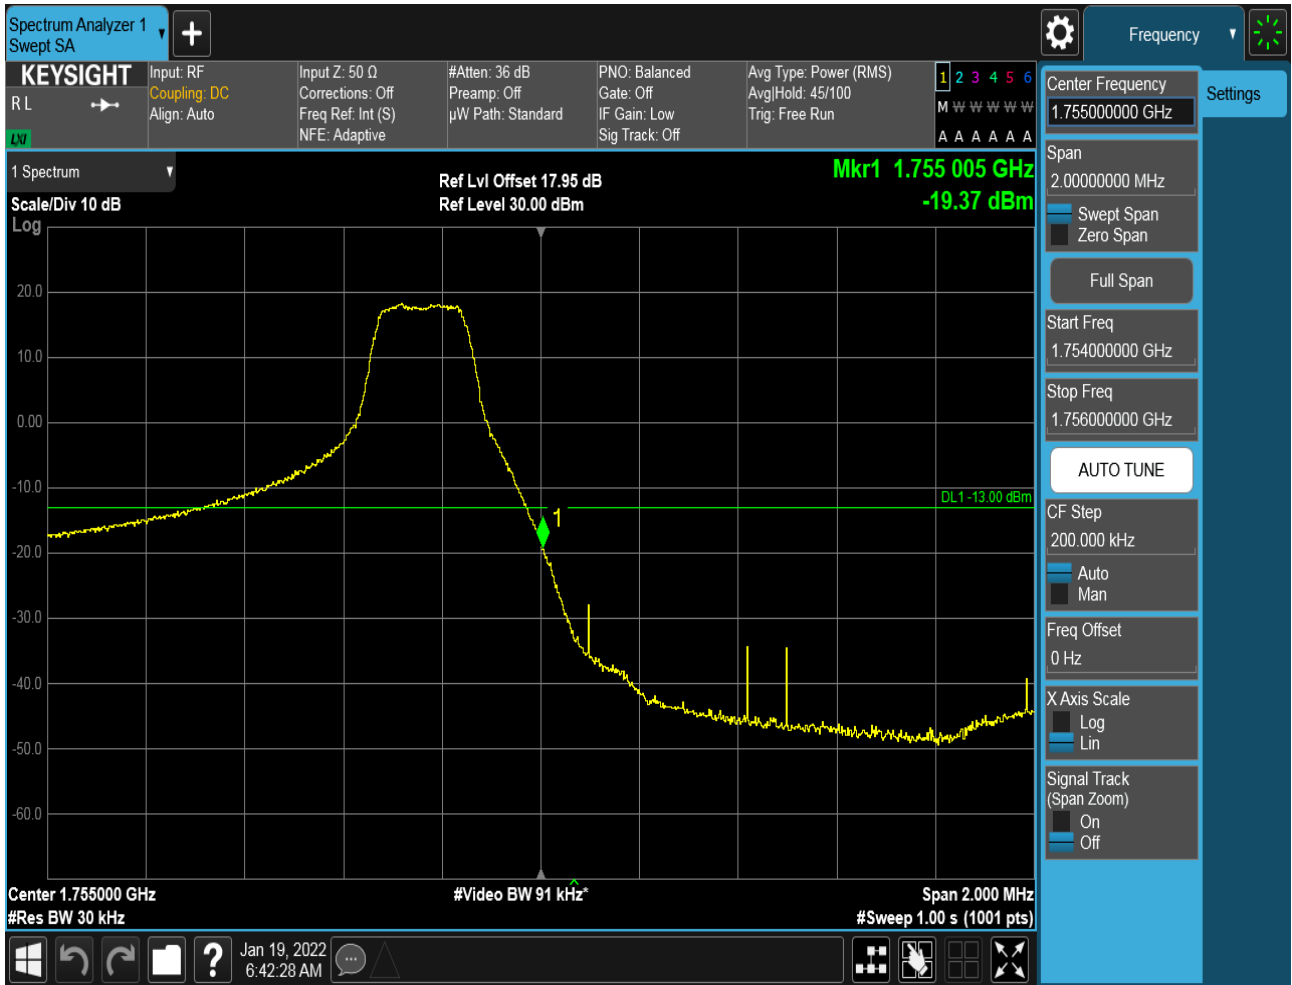 Spectrum Analyzer 1
Swept SA
Frequency
KEYSIGHT
R L
LXI
Input: RF
Coupling: DC
Align: Auto
Input Z: 50 Ω
Corrections: Off
Freq Ref: Int (S)
NFE: Adaptive
#Atten: 36 dB
Preamp: Off
µW Path: Standard
PNO: Balanced
Gate: Off
IF Gain: Low
Sig Track: Off
Avg Type: Power (RMS)
Avg|Hold: 45/100
Trig: Free Run
1 2 3 4 5 6
M W W W W W
A A A A A A
1 Spectrum
Scale/Div 10 dB
Log
Ref Lvl Offset 17.95 dB
Ref Level 30.00 dBm
Mkr1 1.755 005 GHz
-19.37 dBm
20.0
10.0
0.00
-10.0
-20.0
-30.0
-40.0
-50.0
-60.0
DL1 -13.00 dBm
1
Center 1.755000 GHz
#Res BW 30 kHz
#Video BW 91 kHz*
Span 2.000 MHz
#Sweep 1.00 s (1001 pts)
Jan 19, 2022
6:42:28 AM
Center Frequency
1.755000000 GHz
Settings
Span
2.00000000 MHz
Swept Span
Zero Span
Full Span
Start Freq
1.754000000 GHz
Stop Freq
1.756000000 GHz
AUTO TUNE
CF Step
200.000 kHz
Auto
Man
Freq Offset
0 Hz
X Axis Scale
Log
Lin
Signal Track
(Span Zoom)
On
Off